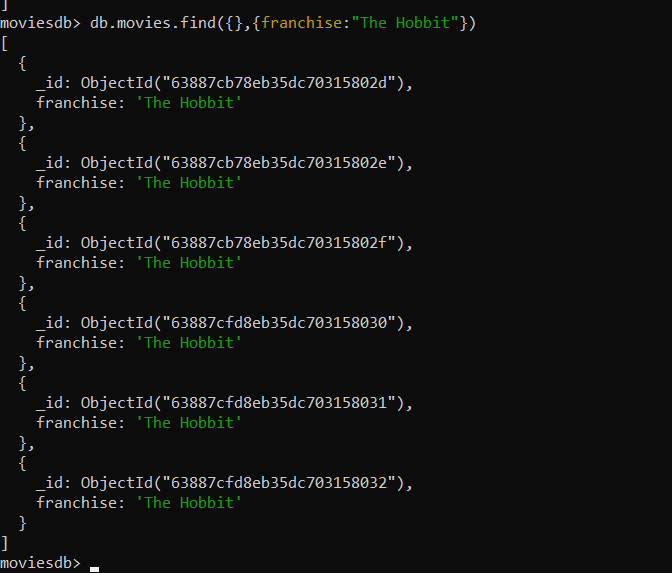 ]
moviesdb> db.movies.find({},{franchise:"The Hobbit"})
[
  {
    _id: ObjectId("63887cb78eb35dc70315802d"),
    franchise: 'The Hobbit'
  },
  {
    _id: ObjectId("63887cb78eb35dc70315802e"),
    franchise: 'The Hobbit'
  },
  {
    _id: ObjectId("63887cb78eb35dc70315802f"),
    franchise: 'The Hobbit'
  },
  {
    _id: ObjectId("63887cfd8eb35dc703158030"),
    franchise: 'The Hobbit'
  },
  {
    _id: ObjectId("63887cfd8eb35dc703158031"),
    franchise: 'The Hobbit'
  },
  {
    _id: ObjectId("63887cfd8eb35dc703158032"),
    franchise: 'The Hobbit'
  }
]
moviesdb>